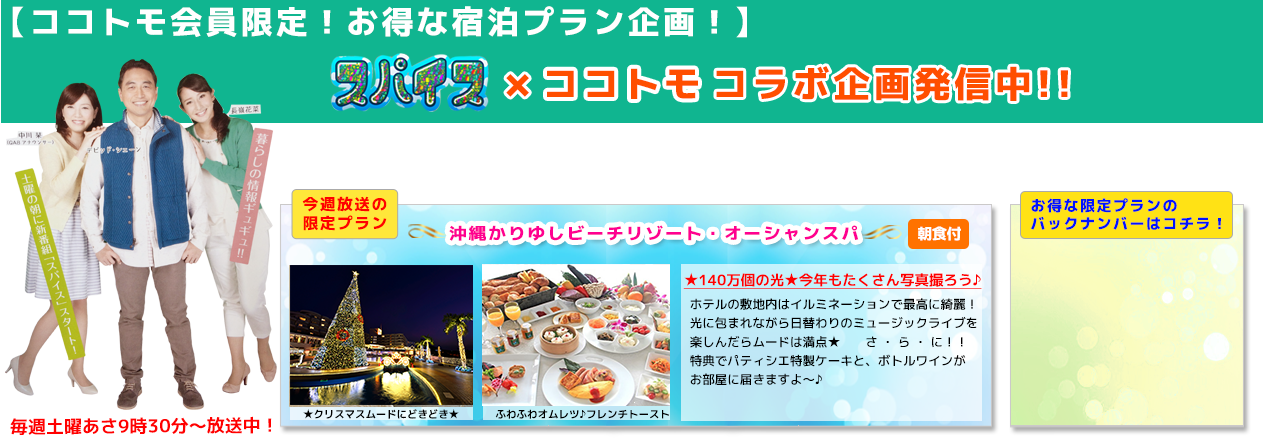 【ココトモ会員限定！お得な宿泊プラン企画！】
スパイス × ココトモ コラボ企画発信中!!
中川 栞
(QABアナウンサー)
デビッド・シェーン
長嶺花菜
土曜の朝に新番組「スパイス」スタート！
暮らしの情報ギュギュ!!
毎週土曜あさ9時30分〜放送中！
今週放送の
限定プラン
沖縄かりゆしビーチリゾート・オーシャンスパ
朝食付
★クリスマスムードにどきどき★
ふわふわオムレツ♪フレンチトースト
★140万個の光★今年もたくさん写真撮ろう♪
ホテルの敷地内はイルミネーションで最高に綺麗！
光に包まれながら日替わりのミュージックライブを
楽しんだらムードは満点★ さ・ら・に！！
特典でパティシエ特製ケーキと、ボトルワインが
お部屋に届きますよ〜♪
お得な限定プランの
バックナンバーはコチラ！